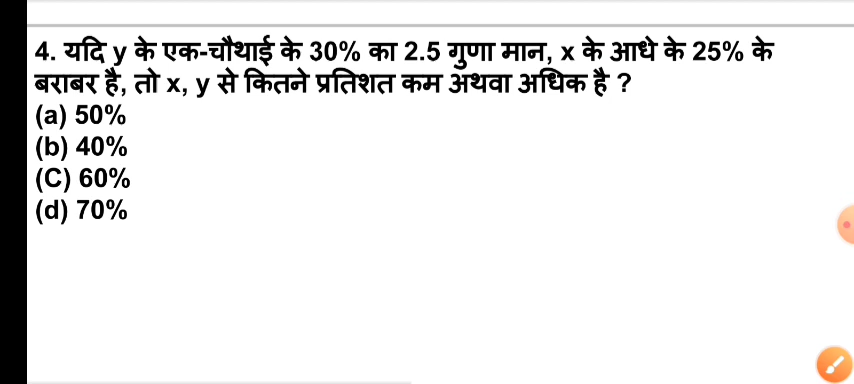 4. यदि y के एक-चौथाई के 30% का 2.5 गुणा मान, x के आधे के 25% के
बराबर है, तो x, y से कितने प्रतिशत कम अथवा अधिक है ?
(a) 50%
(b) 40%
(C) 60%
(d) 70%